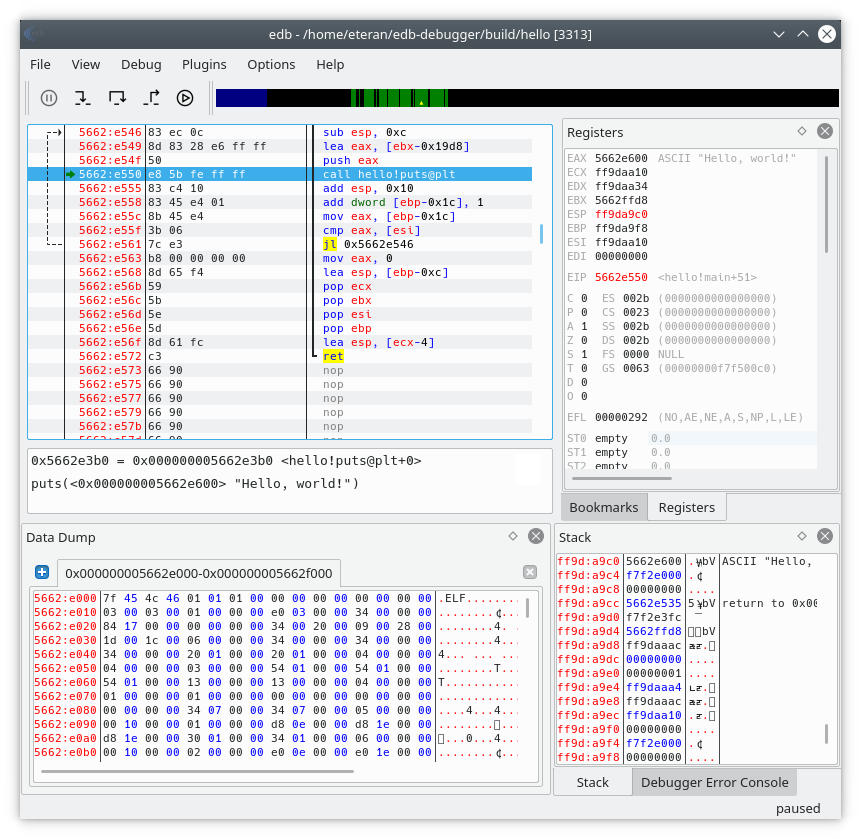 edb - /home/eteran/edb-debugger/build/hello [3313]
File View Debug Plugins Options Help
5662:e546 83 ec 0c sub esp, 0xc
5662:e549 8d 83 28 e6 ff ff lea eax, [ebx-0x19d8]
5662:e54f 50 push eax
5662:e550 e8 5b fe ff ff call hello!puts@plt
5662:e555 83 c4 10 add esp, 0x10
5662:e558 83 45 e4 01 add dword [ebp-0x1c], 1
5662:e55c 8b 45 e4 mov eax, [ebp-0x1c]
5662:e55f 3b 06 cmp eax, [esi]
5662:e561 7c e3 jl 0x5662e546
5662:e563 b8 00 00 00 00 mov eax, 0
5662:e568 8d 65 f4 lea esp, [ebp-0xc]
5662:e56b 59 pop ecx
5662:e56c 5b pop ebx
5662:e56d 5e pop esi
5662:e56e 5d pop ebp
5662:e56f 8d 61 fc lea esp, [ecx-4]
5662:e572 c3 ret
5662:e573 66 90 nop
5662:e575 66 90 nop
5662:e577 66 90 nop
5662:e579 66 90 nop
5662:e57b 66 90 nop
5662:e57d 66 90 nop
0x5662e3b0 = 0x000000005662e3b0 <hello!puts@plt+0>
puts(<0x000000005662e600> "Hello, world!")
Registers
EAX 5662e600 ASCII "Hello, world!"
ECX ff9daa10
EDX ff9daa34
EBX 5662ffd8
ESP ff9da9c0
EBP ff9da9f8
ESI ff9daa10
EDI 00000000
EIP 5662e550 <hello!main+51>
C 0 ES 002b (0000000000000000)
P 0 CS 0023 (0000000000000000)
A 1 SS 002b (0000000000000000)
Z 0 DS 002b (0000000000000000)
S 1 FS 0000 NULL
T 0 GS 0063 (00000000f7f500c0)
D 0
O 0
EFL 00000292 (NO,AE,NE,A,S,NP,L,LE)
ST0 empty 0.0
ST1 empty 0.0
ST2 empty 0.0
Bookmarks Registers
Data Dump
0x000000005662e000-0x000000005662f000
5662:e000 7f 45 4c 46 01 01 01 00 00 00 00 00 00 00 00 00 .ELF........
5662:e010 03 00 03 00 01 00 00 00 e0 03 00 00 34 00 00 00 ........¢...
5662:e020 84 17 00 00 00 00 00 00 34 00 20 00 09 00 28 00 ........4. .
5662:e030 1d 00 1c 00 06 00 00 00 34 00 00 00 34 00 00 00 ........4...
5662:e040 34 00 00 00 20 01 00 00 20 01 00 00 04 00 00 00 4... ... ...
5662:e050 04 00 00 00 03 00 00 00 54 01 00 00 54 01 00 00 ........T...
5662:e060 54 01 00 00 13 00 00 00 13 00 00 00 04 00 00 00 T...........
5662:e070 01 00 00 00 01 00 00 00 00 00 00 00 00 00 00 00 ............
5662:e080 00 00 00 00 34 07 00 00 34 07 00 00 05 00 00 00 ....4...4...
5662:e090 00 10 00 00 01 00 00 00 d8 0e 00 00 d8 1e 00 00 ........▯...
5662:e0a0 d8 1e 00 00 30 01 00 00 34 01 00 00 06 00 00 00 ▯...0...4...
5662:e0b0 00 10 00 00 02 00 00 00 e0 0e 00 00 e0 1e 00 00 ........¢...
Stack
ff9d:a9c0 5662e600 bV ASCII "Hello,
ff9d:a9c4 f7f2e000 .¢
ff9d:a9c8 00000000 ....
ff9d:a9cc 5662e535 5 bV return to 0x00
ff9d:a9d0 f7f2e3fc
ff9d:a9d4 5662ffd8 ▯▯bV
ff9d:a9d8 ff9daaac
ff9d:a9dc 00000000 ....
ff9d:a9e0 00000001 ....
ff9d:a9e4 ff9daaa4
ff9d:a9e8 ff9daaac
ff9d:a9ec ff9daa10
ff9d:a9f0 00000000 ....
ff9d:a9f4 f7f2e000 .¢
ff9d:a9f8 00000000 ....
Stack Debugger Error Console
paused